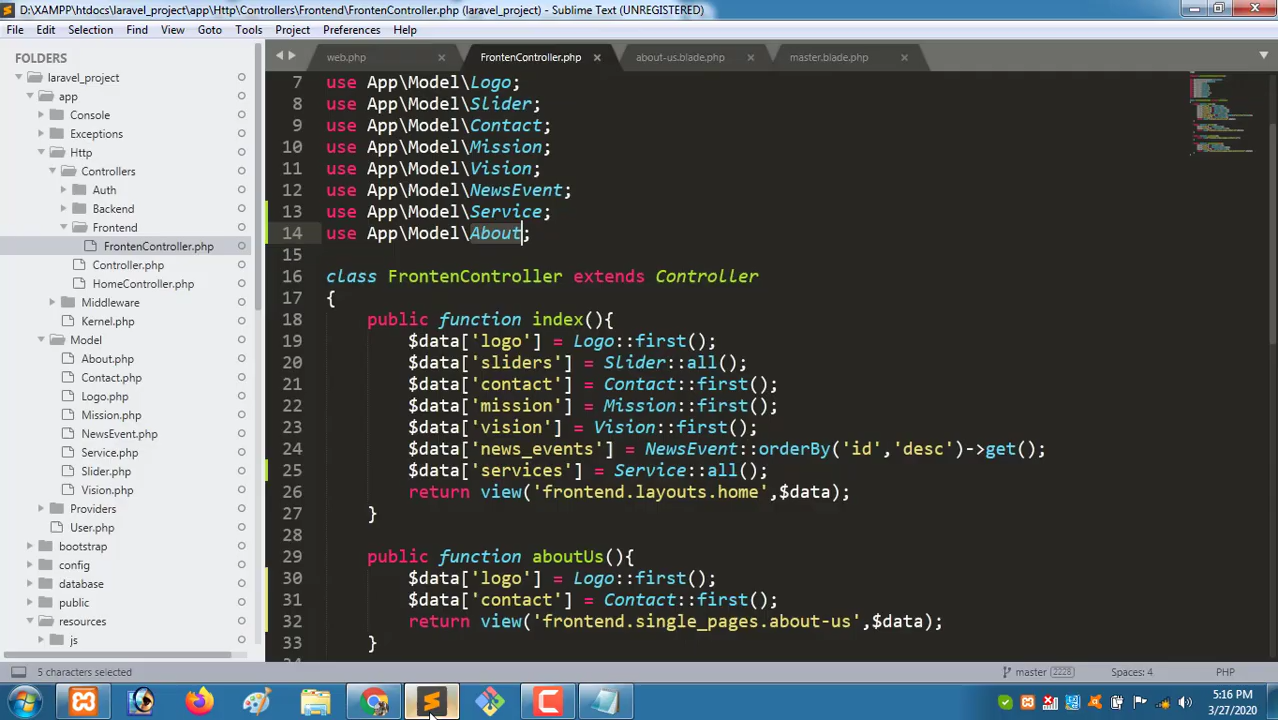 D:\XAMPP\htdocs\laravel_project\app\Http\Controllers\Frontend\FrontenController.php (laravel_project) - Sublime Text (UNREGISTERED)
File Edit Selection Find View Goto Tools Project Preferences Help
FOLDERS
laravel_project
app
Console
Exceptions
Http
Controllers
Auth
Backend
Frontend
FrontenController.php
Controller.php
HomeController.php
Middleware
Kernel.php
Model
About.php
Contact.php
Logo.php
Mission.php
NewsEvent.php
Service.php
Slider.php
Vision.php
Providers
User.php
bootstrap
config
database
public
resources
js
web.php FrontenController.php about-us.blade.php master.blade.php
7 use App\Model\Logo;
8 use App\Model\Slider;
9 use App\Model\Contact;
10 use App\Model\Mission;
11 use App\Model\Vision;
12 use App\Model\NewsEvent;
13 use App\Model\Service;
14 use App\Model\About;
15
16 class FrontenController extends Controller
17 {
18 public function index(){
19 $data['logo'] = Logo::first();
20 $data['sliders'] = Slider::all();
21 $data['contact'] = Contact::first();
22 $data['mission'] = Mission::first();
23 $data['vision'] = Vision::first();
24 $data['news_events'] = NewsEvent::orderBy('id','desc')->get();
25 $data['services'] = Service::all();
26 return view('frontend.layouts.home',$data);
27 }
28
29 public function aboutUs(){
30 $data['logo'] = Logo::first();
31 $data['contact'] = Contact::first();
32 return view('frontend.single_pages.about-us',$data);
33 }
5 characters selected
master 2228 Spaces: 4 PHP
5:16 PM
3/27/2020